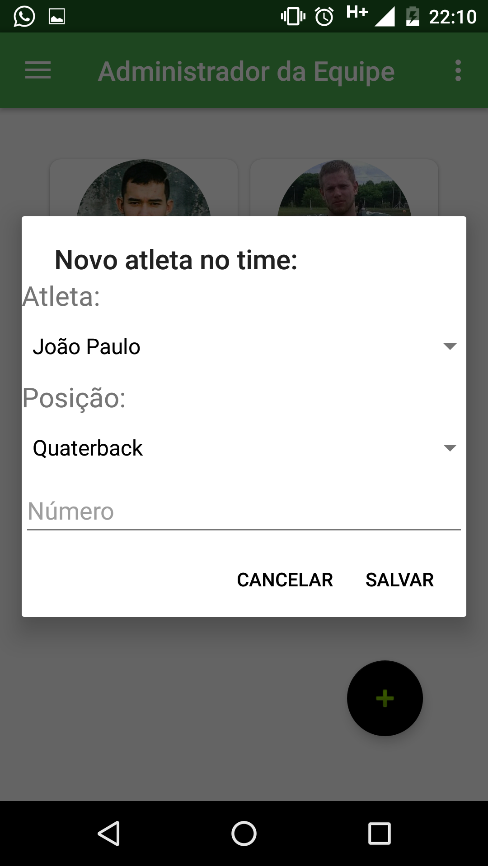 H+ 22:10
Administrador da Equipe
Novo atleta no time:
Atleta:
João Paulo
Posição:
Quaterback
Número
CANCELAR SALVAR
+